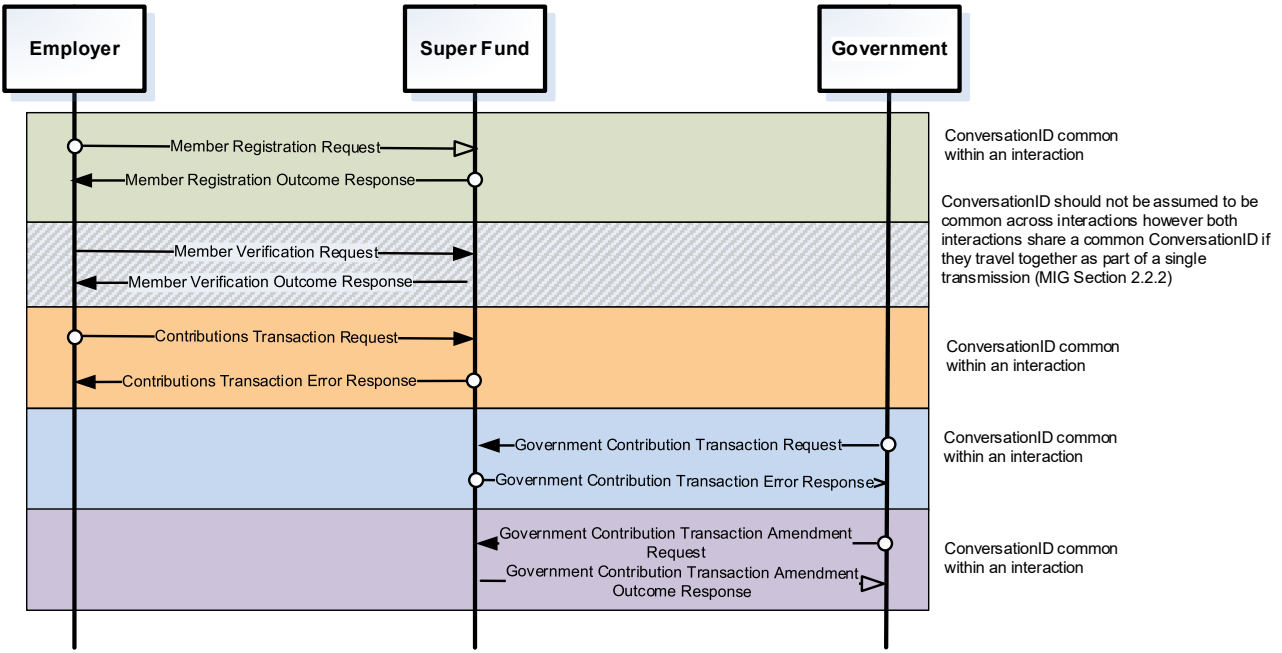 Employer
Super Fund
Government
Member Registration Request
Member Registration Outcome Response
ConversationID common
within an interaction
ConversationID should not be assumed to be
common across interactions however both
interactions share a common ConversationID if
they travel together as part of a single
transmission (MIG Section 2.2.2)
Member Verification Request
Member Verification Outcome Response
Contributions Transaction Request
Contributions Transaction Error Response
ConversationID common
within an interaction
Government Contribution Transaction Request
Government Contribution Transaction Error Response
ConversationID common
within an interaction
Government Contribution Transaction Amendment
Request
Government Contribution Transaction Amendment
Outcome Response
ConversationID common
within an interaction